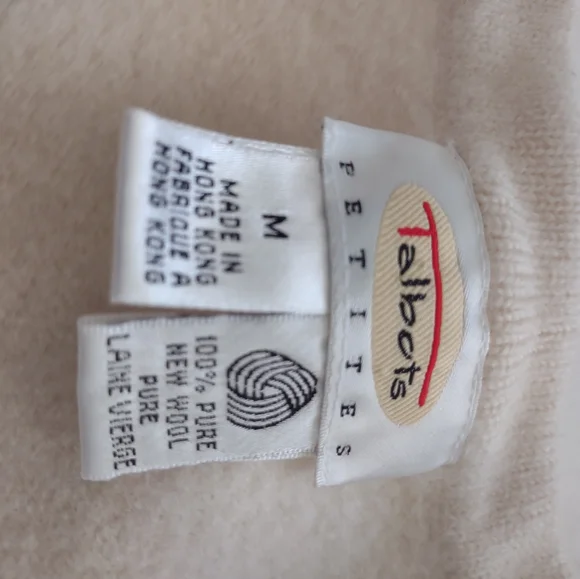 Talbots
PETITES
M
MADE IN
HONG KONG
FABRIQUE A
HONG KONG
100% PURE
NEW WOOL
PURE
LAINE VIERGE